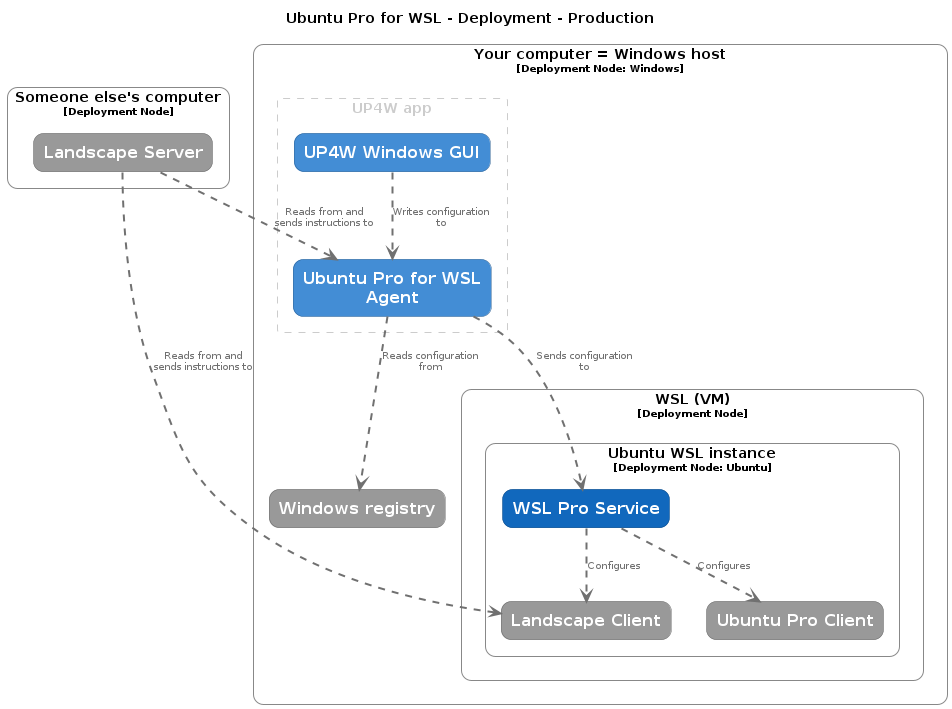 Ubuntu Pro for WSL - Deployment - Production
Your computer = Windows host
[Deployment Node: Windows]
Someone else's computer
[Deployment Node]
Landscape Server
UP4W app
UP4W Windows GUI
Reads from and
sends instructions to
Writes configuration
to
Ubuntu Pro for WSL
Agent
Reads from and
sends instructions to
Reads configuration
from
Sends configuration
to
WSL (VM)
[Deployment Node]
Ubuntu WSL instance
[Deployment Node: Ubuntu]
Windows registry
WSL Pro Service
Configures
Configures
Landscape Client
Ubuntu Pro Client